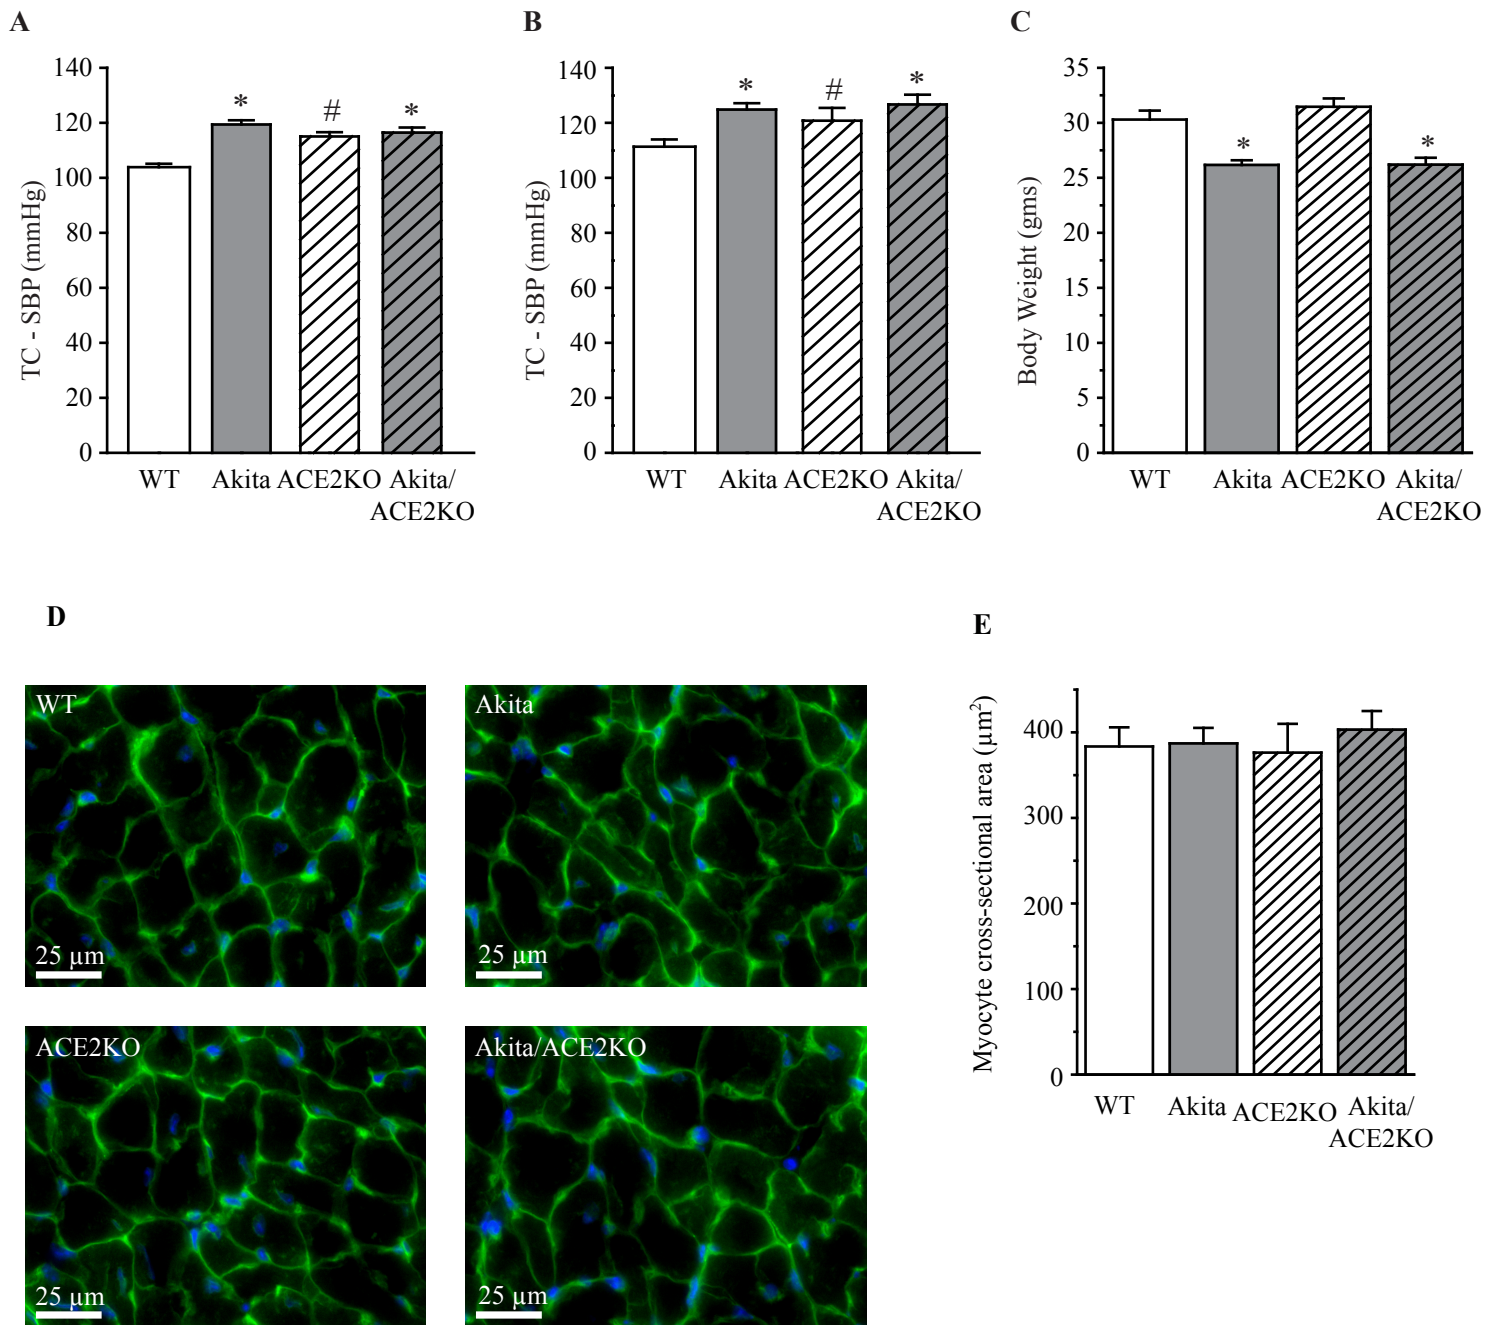 A
TC - SBP (mmHg)
140
120
100
80
60
40
20
0
*
#
*
WT
Akita
ACE2KO
Akita/
ACE2KO
B
TC - SBP (mmHg)
140
120
100
80
60
40
20
0
*
#
*
WT
Akita
ACE2KO
Akita/
ACE2KO
C
Body Weight (gms)
35
30
25
20
15
10
5
0
*
*
WT
Akita
ACE2KO
Akita/
ACE2KO
D
WT
25 µm
Akita
25 µm
ACE2KO
25 µm
Akita/ACE2KO
25 µm
E
Myocyte cross-sectional area (µm²)
400
300
200
100
0
WT
Akita
ACE2KO
Akita/
ACE2KO